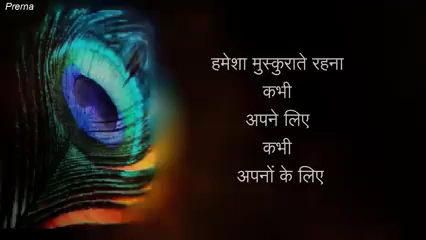 Prerna
हमेशा मुस्कुराते रहना
कभी
अपने लिए
कभी
अपनों के लिए